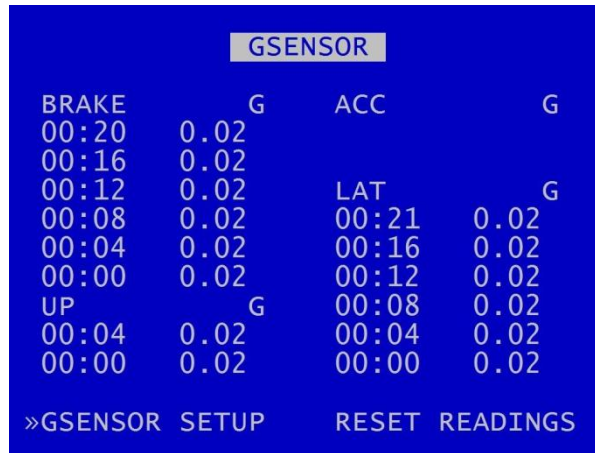 GSENSOR
BRAKE G ACC G
00:20 0.02
00:16 0.02
00:12 0.02 LAT G
00:08 0.02 00:21 0.02
00:04 0.02 00:16 0.02
00:00 0.02 00:12 0.02
UP G 00:08 0.02
00:04 0.02 00:04 0.02
00:00 0.02 00:00 0.02
»GSENSOR SETUP RESET READINGS